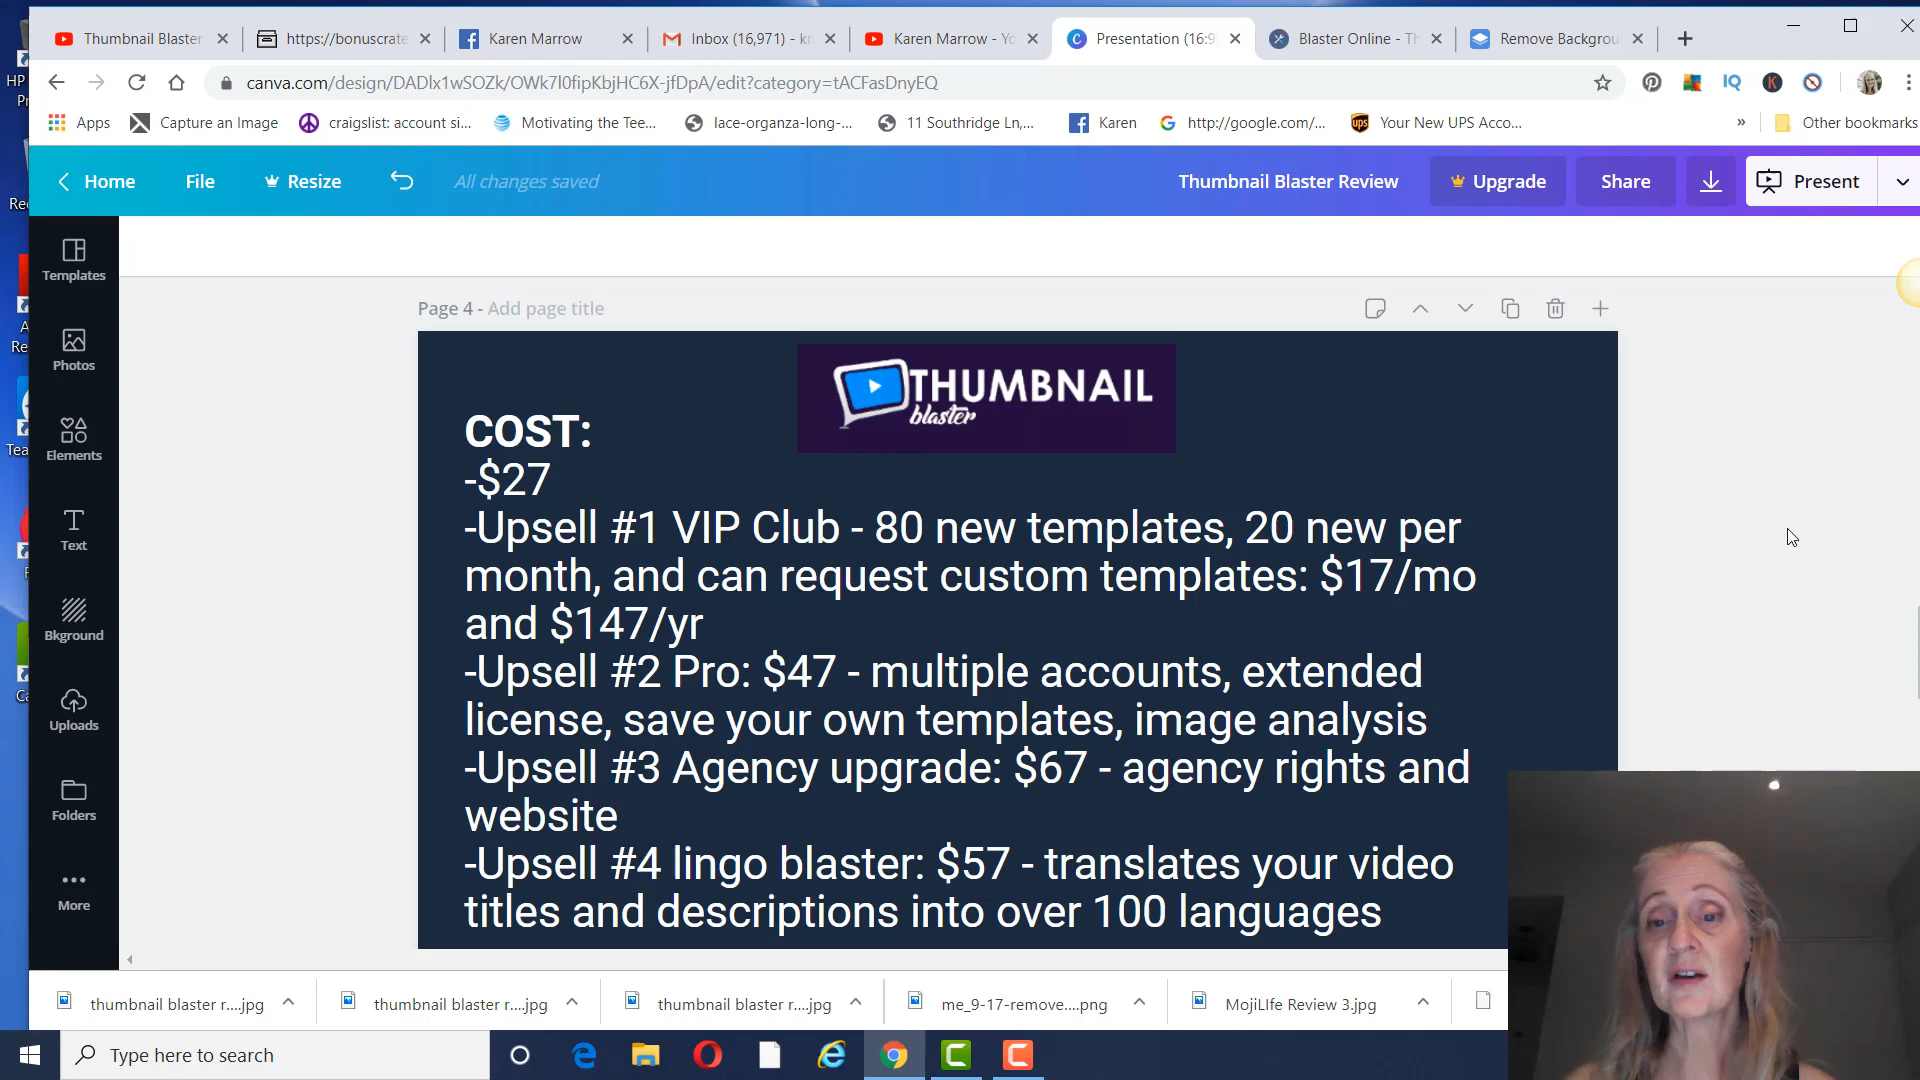 Thumbnail Blaster
https://bonuscrate
Karen Marrow
Inbox (16,971) - kn
Karen Marrow - Yo
Presentation (16:9
Blaster Online - Th
Remove Backgrou
canva.com/design/DADlx1wSOZk/OWk7l0fipKbjHC6X-jfDpA/edit?category=tACFasDnyEQ
Apps
Capture an Image
craigslist: account si...
Motivating the Tee...
lace-organza-long-...
11 Southridge Ln,...
Karen
http://google.com/...
Your New UPS Acco...
Other bookmarks
Home
File
Resize
All changes saved
Thumbnail Blaster Review
Upgrade
Share
Present
Templates
Photos
Elements
Text
Bkground
Uploads
Folders
More
Page 4 - Add page title
THUMBNAIL
blaster
COST:
-$27
-Upsell #1 VIP Club - 80 new templates, 20 new per
month, and can request custom templates: $17/mo
and $147/yr
-Upsell #2 Pro: $47 - multiple accounts, extended
license, save your own templates, image analysis
-Upsell #3 Agency upgrade: $67 - agency rights and
website
-Upsell #4 lingo blaster: $57 - translates your video
titles and descriptions into over 100 languages
thumbnail blaster r....jpg
thumbnail blaster r....jpg
thumbnail blaster r....jpg
me_9-17-remove....png
MojiLIfe Review 3.jpg
Type here to search